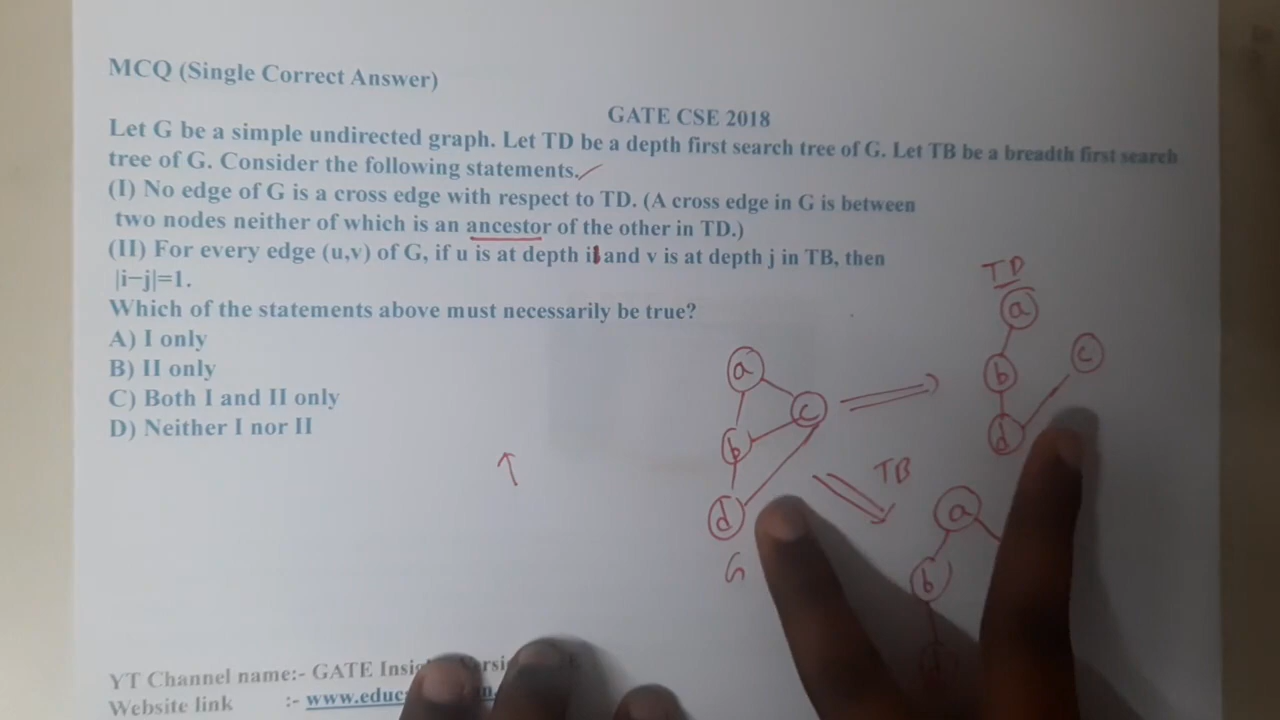 MCQ (Single Correct Answer)
GATE CSE 2018
Let G be a simple undirected graph. Let TD be a depth first search tree of G. Let TB be a breadth first search
tree of G. Consider the following statements.
(I) No edge of G is a cross edge with respect to TD. (A cross edge in G is between
two nodes neither of which is an ancestor of the other in TD.)
(II) For every edge (u,v) of G, if u is at depth i and v is at depth j in TB, then
|i−j|=1.
Which of the statements above must necessarily be true?
A) I only
B) II only
C) Both I and II only
D) Neither I nor II
TD
a
b
d
c
a
c
b
d
G
TB
a
b
d
YT Channel name:- GATE
Website link :- www.educ